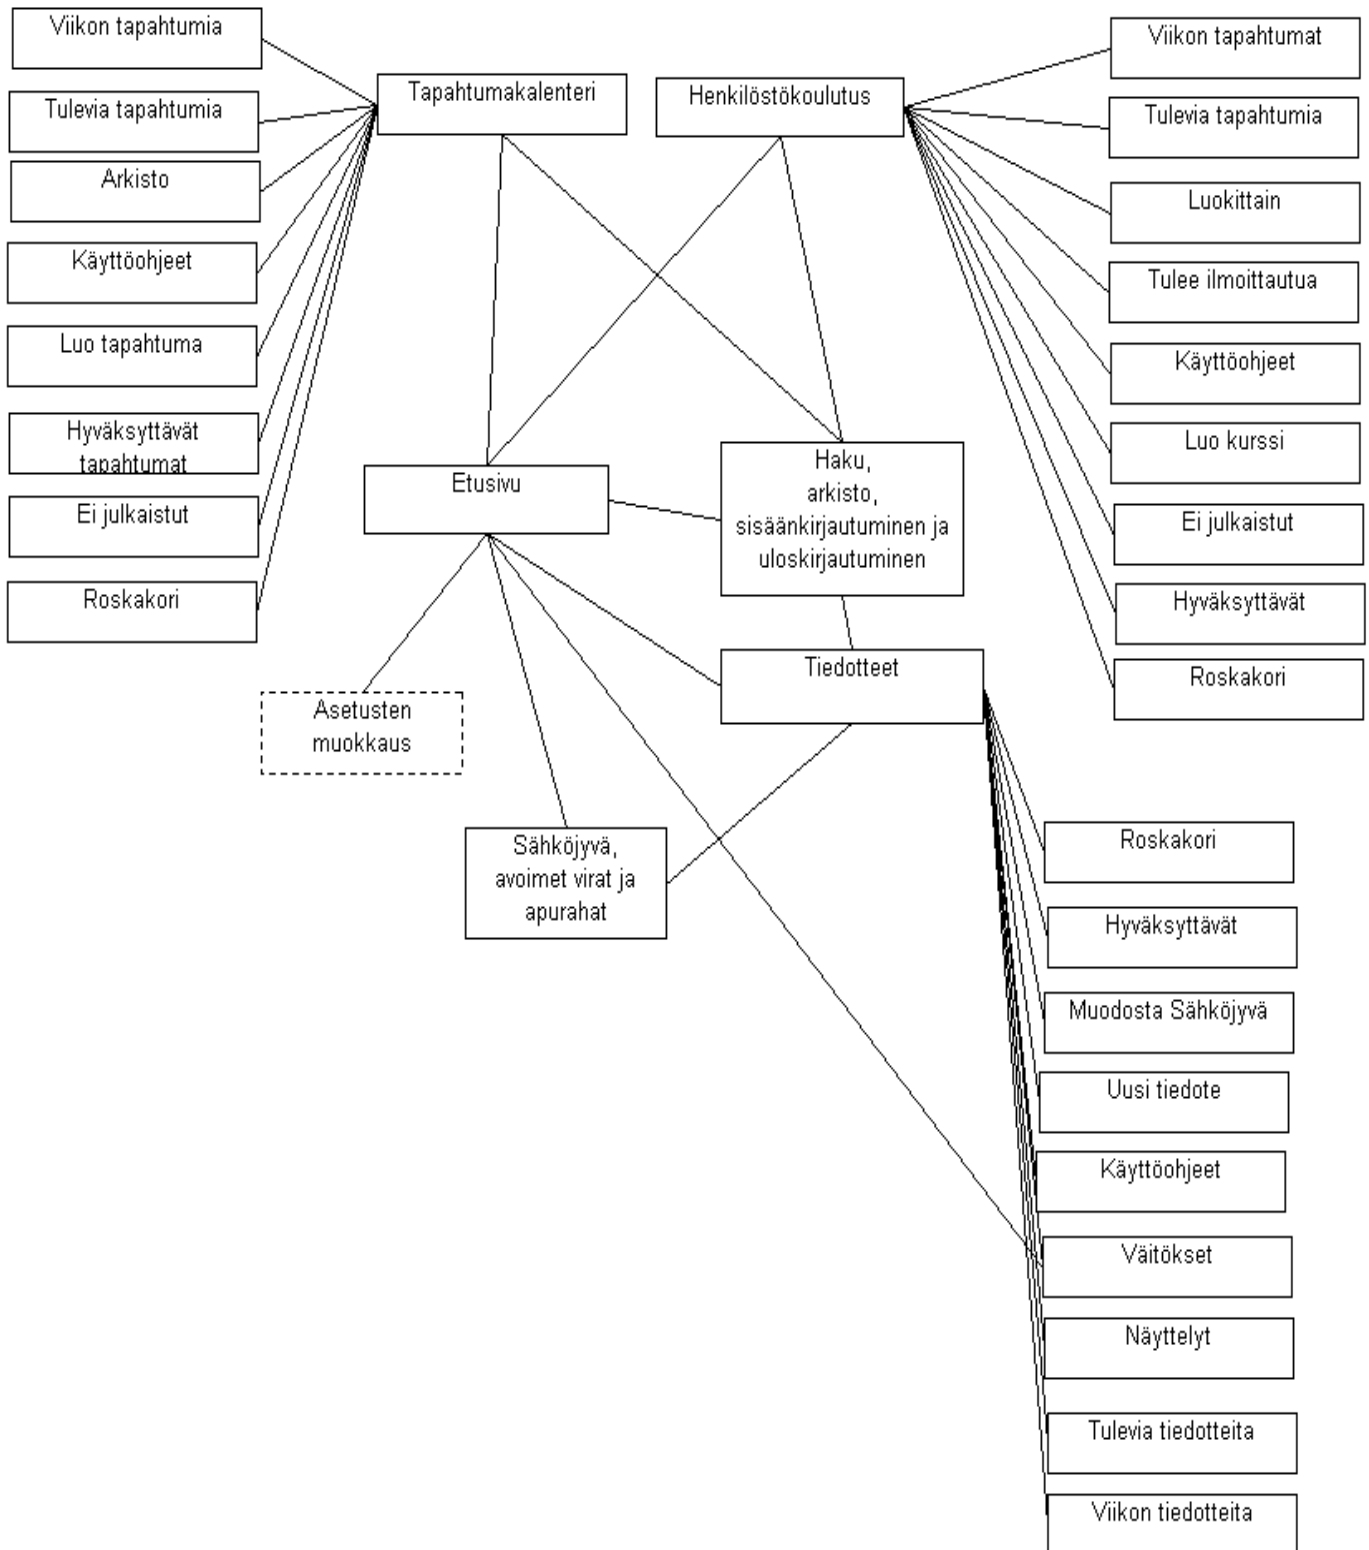 Viikon tapahtumia
Tulevia tapahtumia
Arkisto
Käyttöohjeet
Luo tapahtuma
Hyväksyttävät
tapahtumat
Ei julkaistut
Roskakori
Tapahtumakalenteri
Henkilöstökoulutus
Viikon tapahtumat
Tulevia tapahtumia
Luokittain
Tulee ilmoittautua
Käyttöohjeet
Luo kurssi
Ei julkaistut
Hyväksyttävät
Roskakori
Etusivu
Haku,
arkisto,
sisäänkirjautuminen ja
uloskirjautuminen
Tiedotteet
Asetusten
muokkaus
Sähköjyvä,
avoimet virat ja
apurahat
Roskakori
Hyväksyttävät
Muodosta Sähköjyvä
Uusi tiedote
Käyttöohjeet
Väitökset
Näyttelyt
Tulevia tiedotteita
Viikon tiedotteita